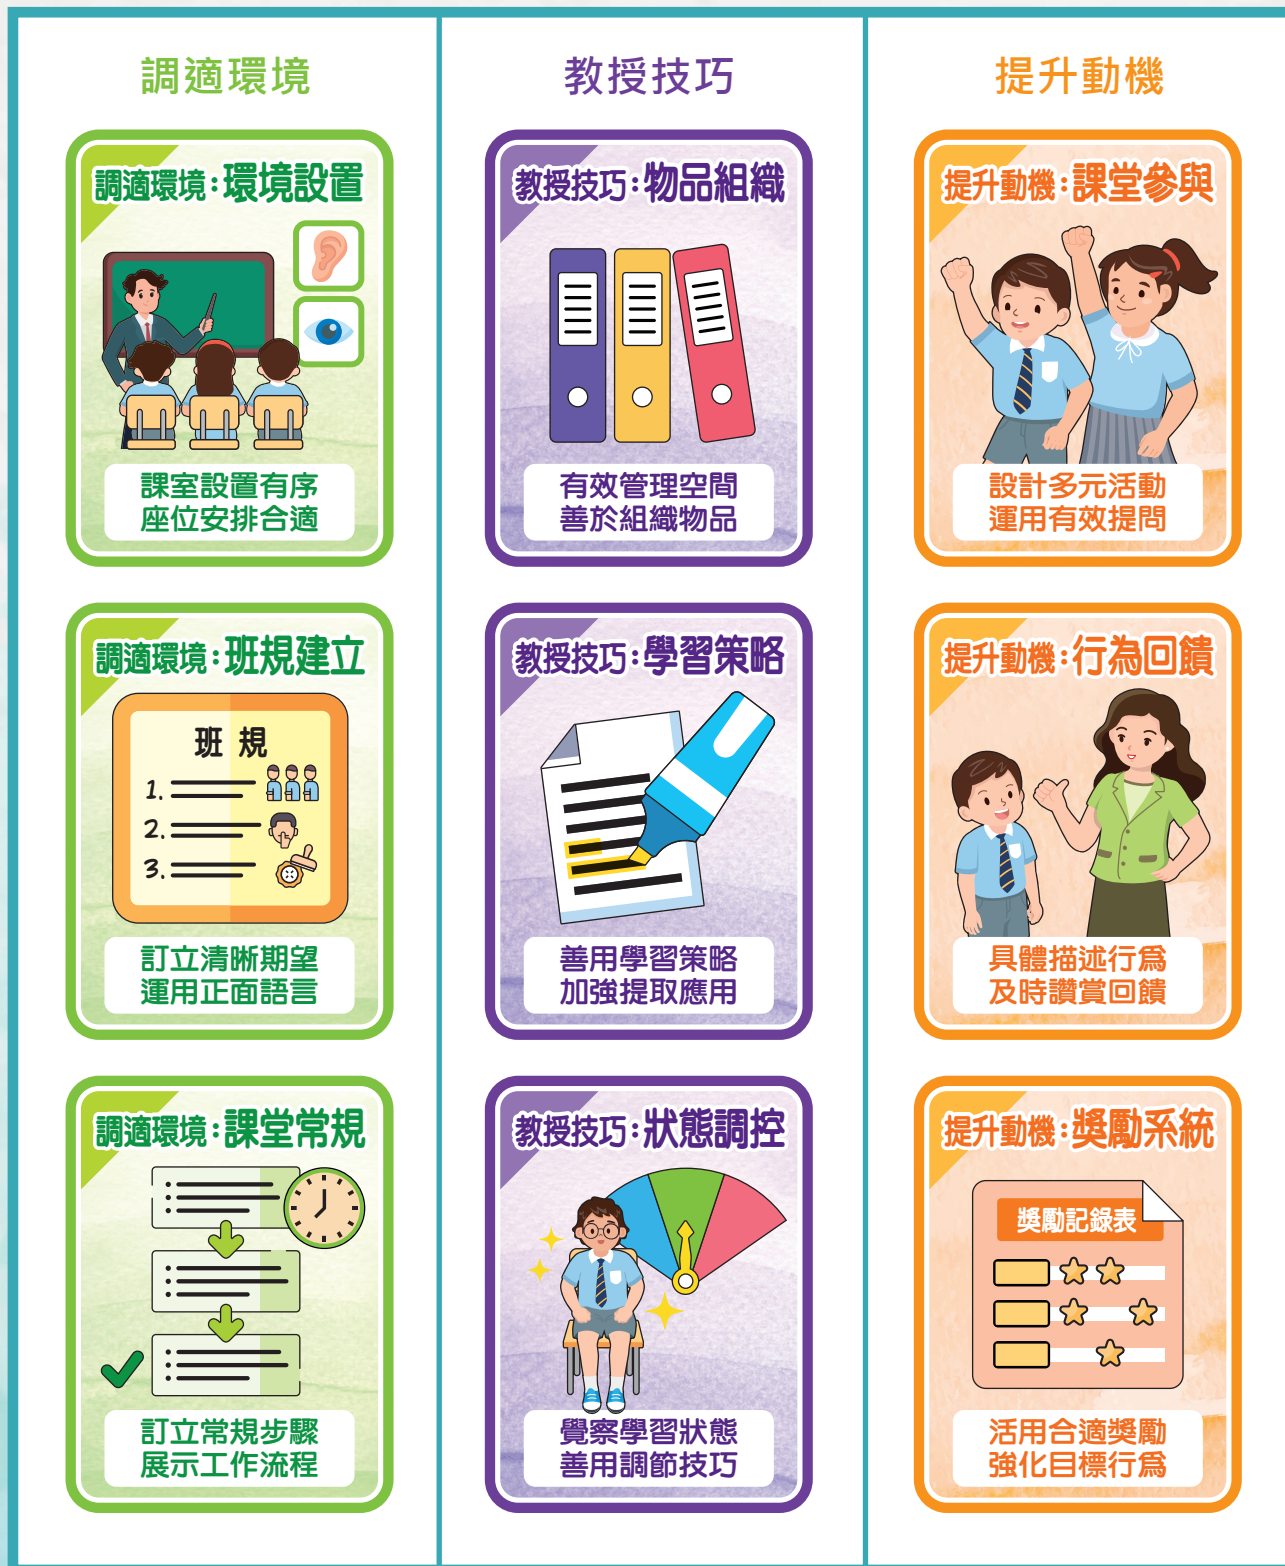 調適環境
調適環境：環境設置
課室設置有序
座位安排合適
調適環境：班規建立
班 規
1.
2.
3.
訂立清晰期望
運用正面語言
調適環境：課堂常規
訂立常規步驟
展示工作流程
教授技巧
教授技巧：物品組織
有效管理空間
善於組織物品
教授技巧：學習策略
善用學習策略
加強提取應用
教授技巧：狀態調控
覺察學習狀態
善用調節技巧
提升動機
提升動機：課堂參與
設計多元活動
運用有效提問
提升動機：行為回饋
具體描述行為
及時讚賞回饋
提升動機：獎勵系統
獎勵記錄表
活用合適獎勵
強化目標行為